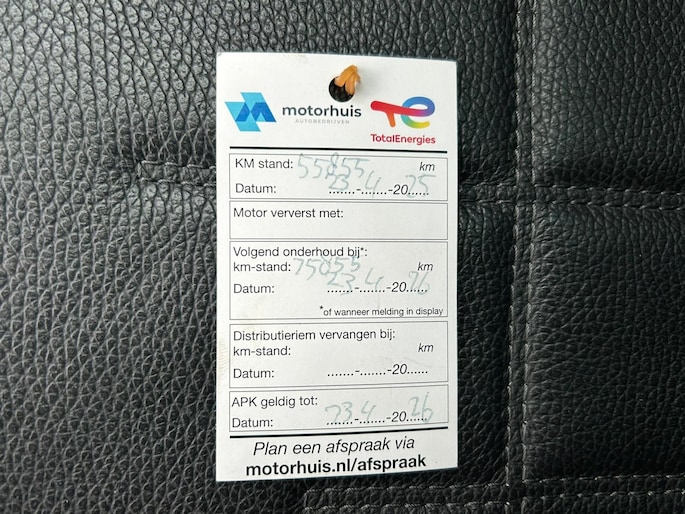 motorhuis
AUTOBEDRIJVEN
TotalEnergies
KM stand: 55855 km
Datum: 23-4-2025
Motor ververst met:
Volgend onderhoud bij*:
km-stand: 75855 km
Datum: 23-4-2026
*of wanneer melding in display
Distributieriem vervangen bij:
km-stand: km
Datum: .......-.......-20......
APK geldig tot:
Datum: 23-4-2026
Plan een afspraak via
motorhuis.nl/afspraak